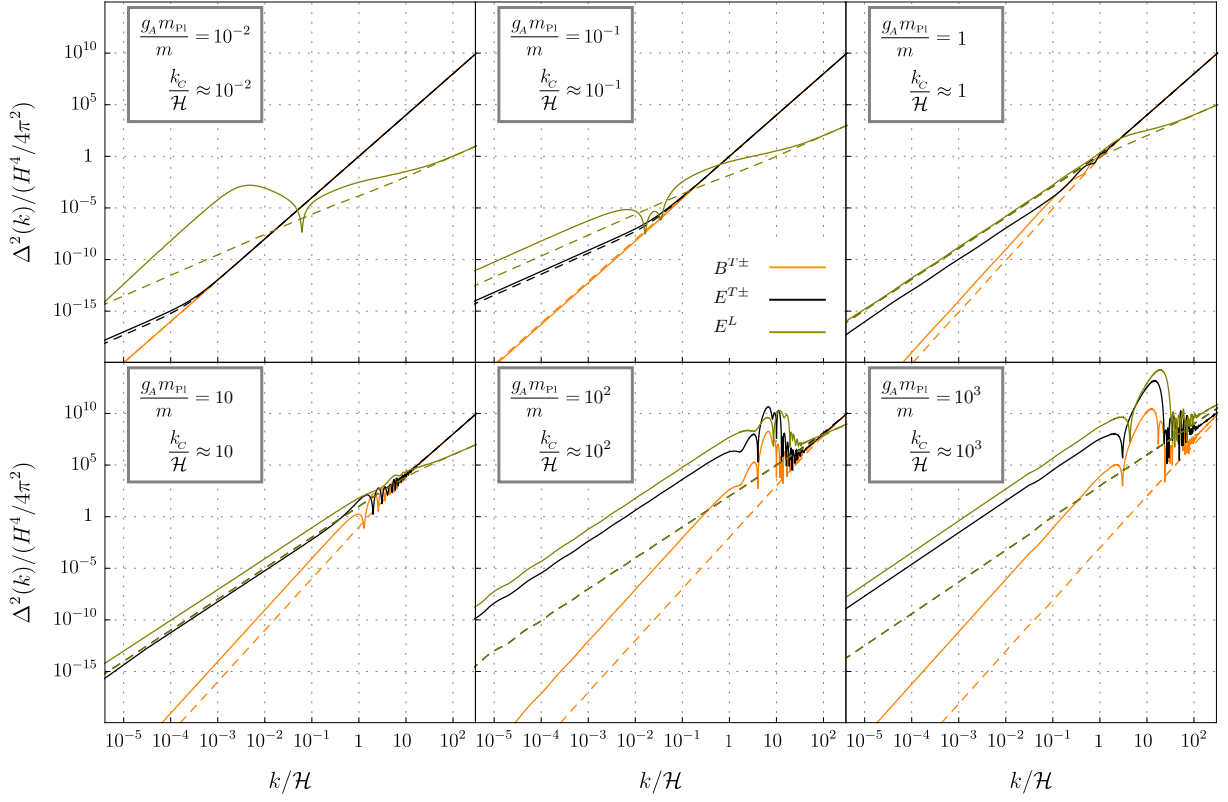 g_A m_Pl / m = 10^-2
k_C / ℋ ≈ 10^-2
g_A m_Pl / m = 10^-1
k_C / ℋ ≈ 10^-1
g_A m_Pl / m = 1
k_C / ℋ ≈ 1
10^10
10^5
1
10^-5
10^-10
10^-15
Δ^2(k)/(H^4/4π^2)
B^T±
E^T±
E^L
g_A m_Pl / m = 10
k_C / ℋ ≈ 10
g_A m_Pl / m = 10^2
k_C / ℋ ≈ 10^2
g_A m_Pl / m = 10^3
k_C / ℋ ≈ 10^3
10^10
10^5
1
10^-5
10^-10
10^-15
Δ^2(k)/(H^4/4π^2)
10^-5 10^-4 10^-3 10^-2 10^-1 1 10 10^2
10^-5 10^-4 10^-3 10^-2 10^-1 1 10 10^2
10^-5 10^-4 10^-3 10^-2 10^-1 1 10 10^2
k/ℋ
k/ℋ
k/ℋ